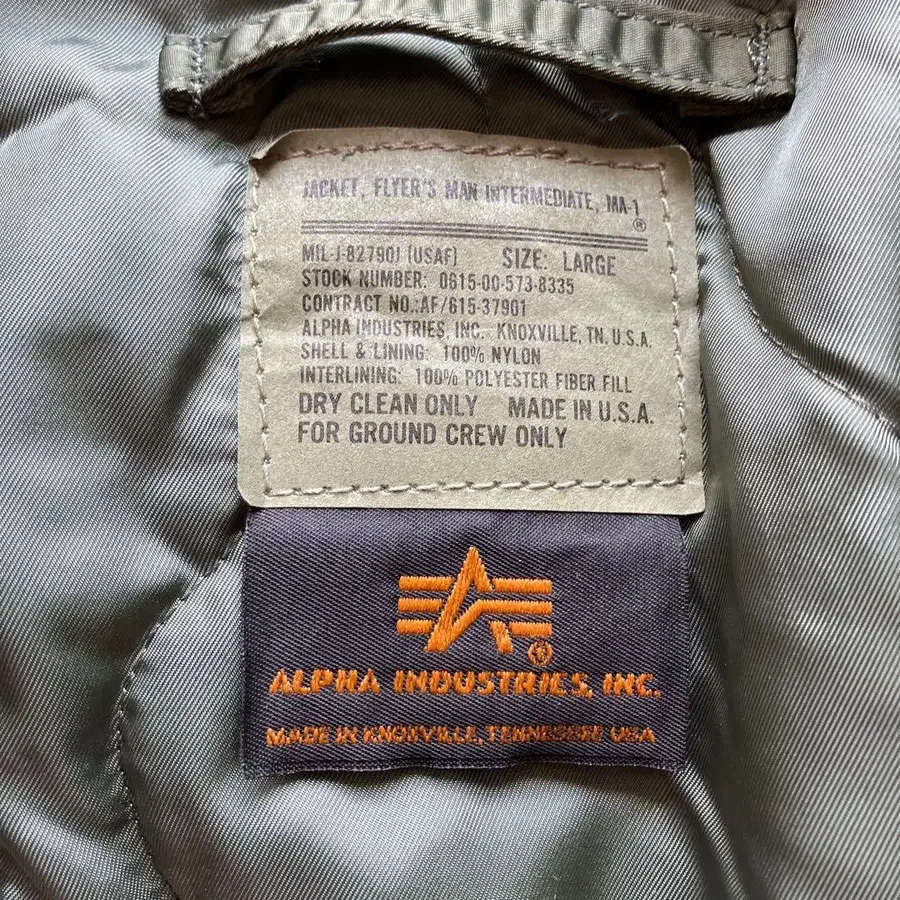 JACKET, FLYER'S MAN INTERMEDIATE, MA-1
®
MIL-J-82790J (USAF) SIZE: LARGE
STOCK NUMBER: 0615-00-573-8335
CONTRACT NO.:AF/615-37901
ALPHA INDUSTRIES, INC. KNOXVILLE, TN. U.S.A.
SHELL & LINING: 100% NYLON
INTERLINING: 100% POLYESTER FIBER FILL
DRY CLEAN ONLY MADE IN U.S.A.
FOR GROUND CREW ONLY
®
ALPHA INDUSTRIES, INC.
MADE IN KNOXVILLE, TENNESSEE USA